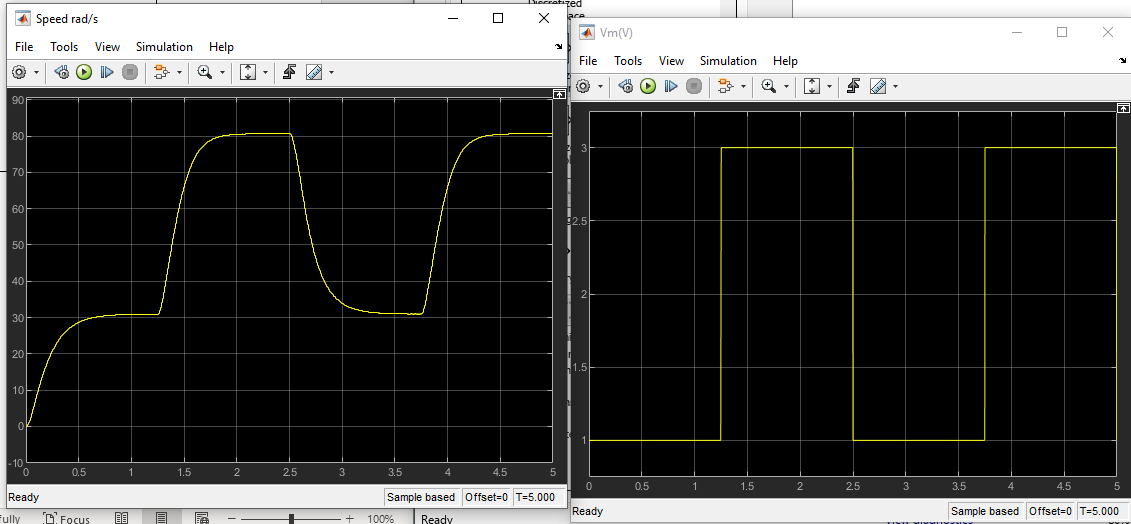 Discretized
Speed rad/s
File Tools View Simulation Help
90
80
70
60
50
40
30
20
10
0
-10
0 0.5 1 1.5 2 2.5 3 3.5 4 4.5 5
Ready Sample based Offset=0 T=5.000
Vm(V)
File Tools View Simulation Help
3
2.5
2
1.5
1
0 0.5 1 1.5 2 2.5 3 3.5 4 4.5 5
Ready Sample based Offset=0 T=5.000
Focus 100% Ready